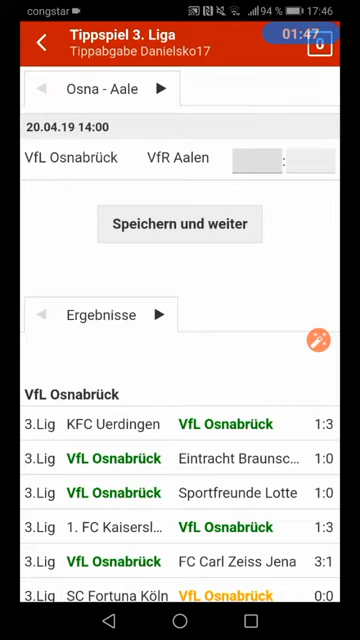 congstar
94 %
17:46
Tippspiel 3. Liga
01:47
Tippabgabe Danielsko17
0
Osna - Aale
20.04.19 14:00
VfL Osnabrück VfR Aalen :
Speichern und weiter
Ergebnisse
VfL Osnabrück
3.Lig KFC Uerdingen VfL Osnabrück 1:3
3.Lig VfL Osnabrück Eintracht Braunsc... 1:0
3.Lig VfL Osnabrück Sportfreunde Lotte 1:0
3.Lig 1. FC Kaisersl... VfL Osnabrück 1:3
3.Lig VfL Osnabrück FC Carl Zeiss Jena 3:1
3.Lig SC Fortuna Köln VfL Osnabrück 0:0